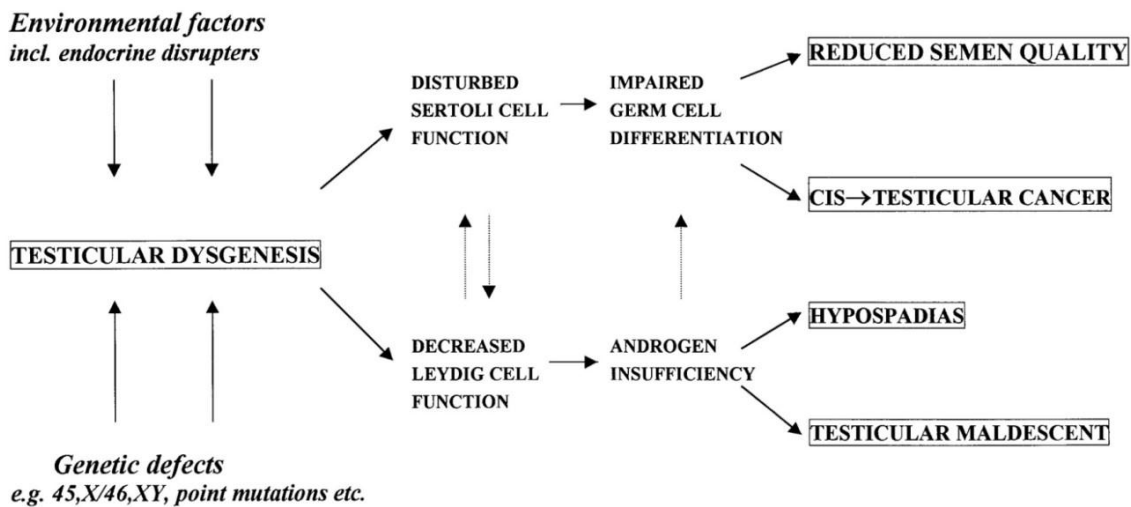 Environmental factors
incl. endocrine disrupters
DISTURBED
SERTOLI CELL
FUNCTION
IMPAIRED
GERM CELL
DIFFERENTIATION
REDUCED SEMEN QUALITY
CIS→TESTICULAR CANCER
TESTICULAR DYSGENESIS
DECREASED
LEYDIG CELL
FUNCTION
ANDROGEN
INSUFFICIENCY
HYPOSPADIAS
TESTICULAR MALDESCENT
Genetic defects
e.g. 45,X/46,XY, point mutations etc.